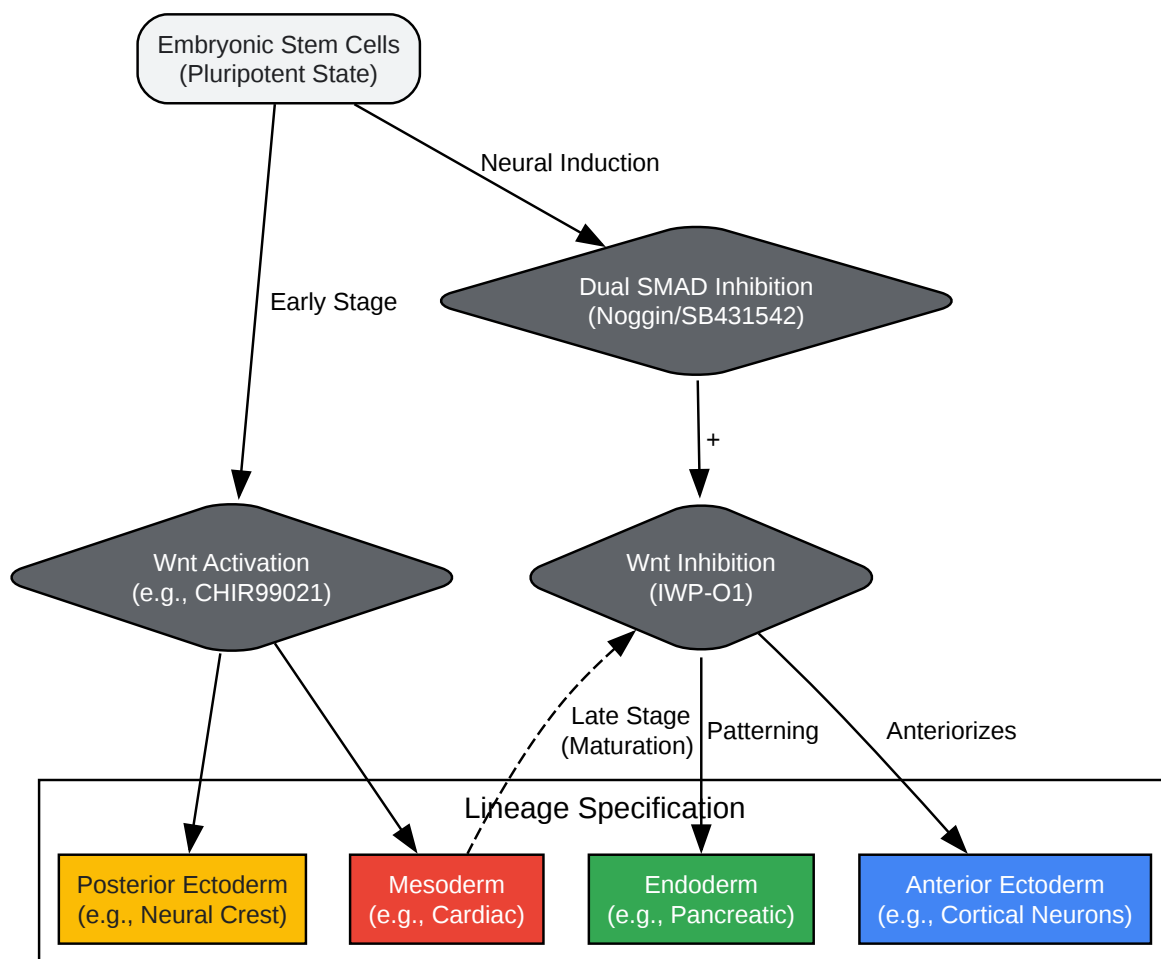 Embryonic Stem Cells
(Pluripotent State)
Neural Induction
Early Stage
Dual SMAD Inhibition
(Noggin/SB431542)
+
Wnt Activation
(e.g., CHIR99021)
Wnt Inhibition
(IWP-O1)
Late Stage
(Maturation)
Patterning
Anteriorizes
Lineage Specification
Posterior Ectoderm
(e.g., Neural Crest)
Mesoderm
(e.g., Cardiac)
Endoderm
(e.g., Pancreatic)
Anterior Ectoderm
(e.g., Cortical Neurons)